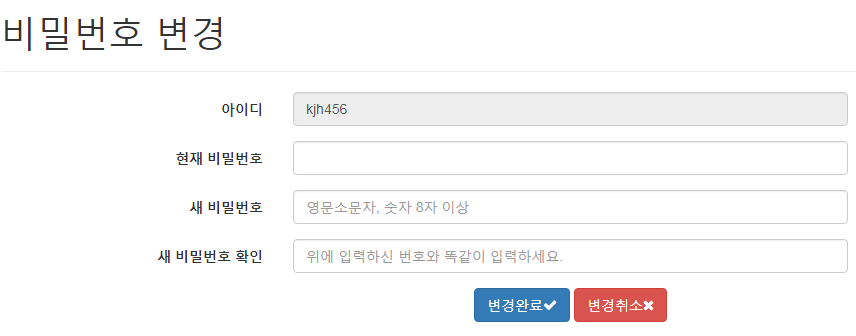 비밀번호 변경
아이디 kjh456
현재 비밀번호
새 비밀번호 영문소문자, 숫자 8자 이상
새 비밀번호 확인 위에 입력하신 번호와 똑같이 입력하세요.
변경완료✔ 변경취소✖